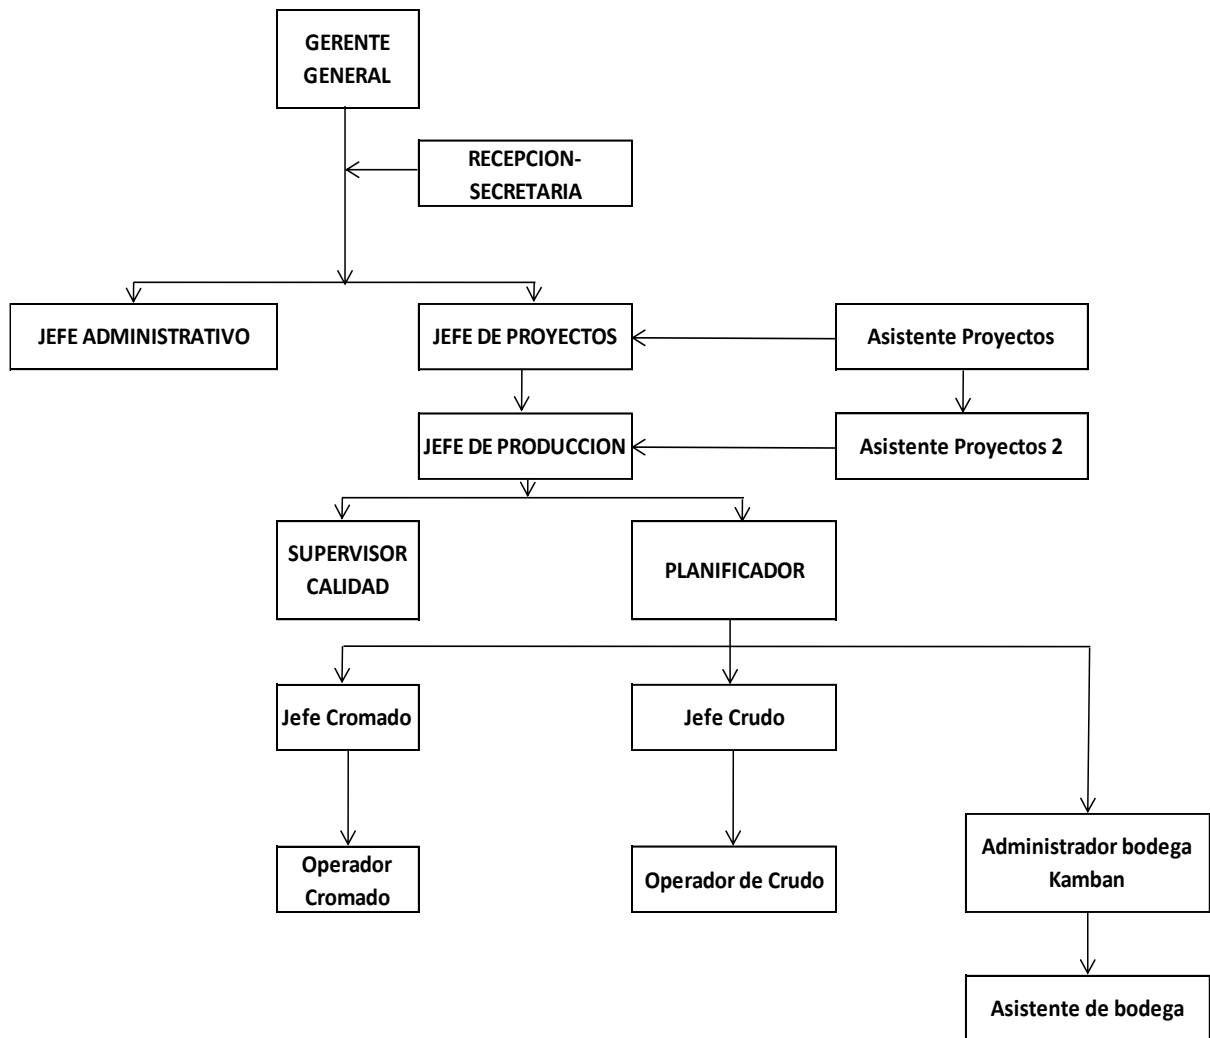 GERENTE
GENERAL
RECEPCION-
SECRETARIA
JEFE ADMINISTRATIVO
JEFE DE PROYECTOS
Asistente Proyectos
JEFE DE PRODUCCION
Asistente Proyectos 2
SUPERVISOR
CALIDAD
PLANIFICADOR
Jefe Cromado
Jefe Crudo
Operador
Cromado
Operador de Crudo
Administrador bodega
Kamban
Asistente de bodega